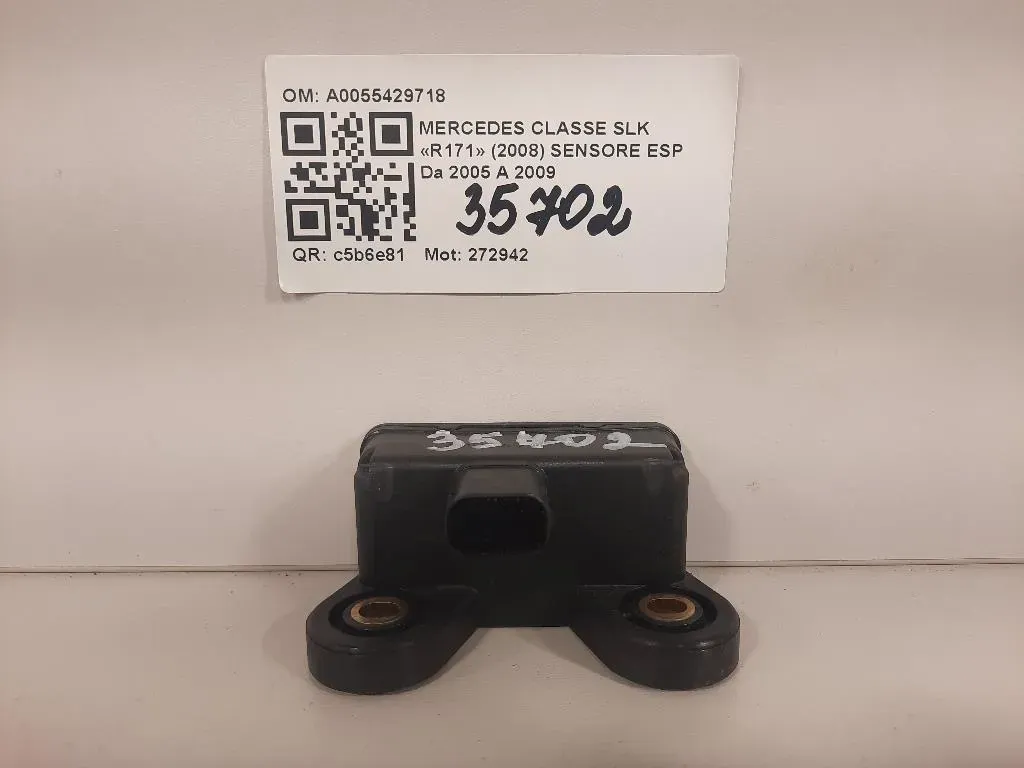 OM: A0055429718
MERCEDES CLASSE SLK
«R171» (2008) SENSORE ESP
Da 2005 A 2009
35702
QR: c5b6e81 Mot: 272942
35702